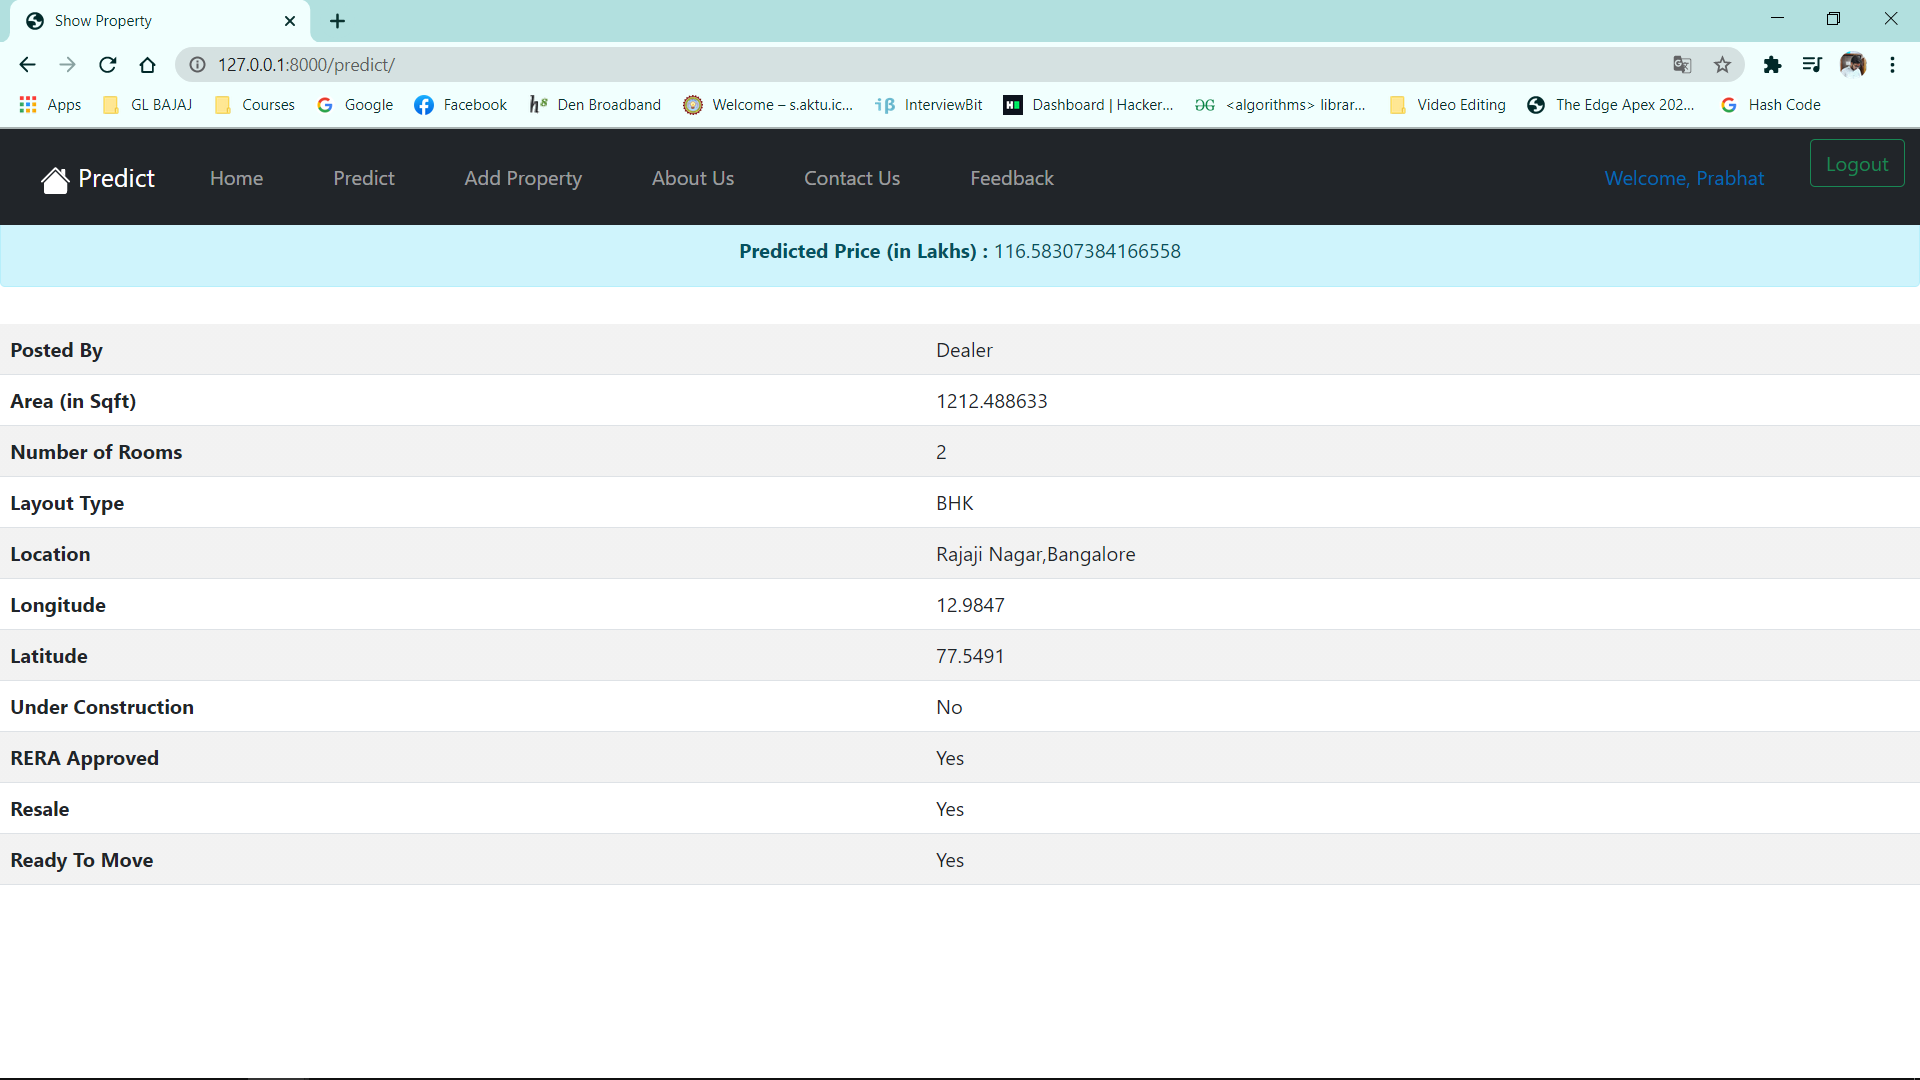 Show Property
127.0.0.1:8000/predict/
Apps GL BAJAJ Courses Google Facebook Den Broadband Welcome – s.aktu.ic... InterviewBit Dashboard | Hacker... <algorithms> librar... Video Editing The Edge Apex 202... Hash Code
Predict Home Predict Add Property About Us Contact Us Feedback Welcome, Prabhat Logout
Predicted Price (in Lakhs) : 116.58307384166558
Posted By Dealer
Area (in Sqft) 1212.488633
Number of Rooms 2
Layout Type BHK
Location Rajaji Nagar,Bangalore
Longitude 12.9847
Latitude 77.5491
Under Construction No
RERA Approved Yes
Resale Yes
Ready To Move Yes